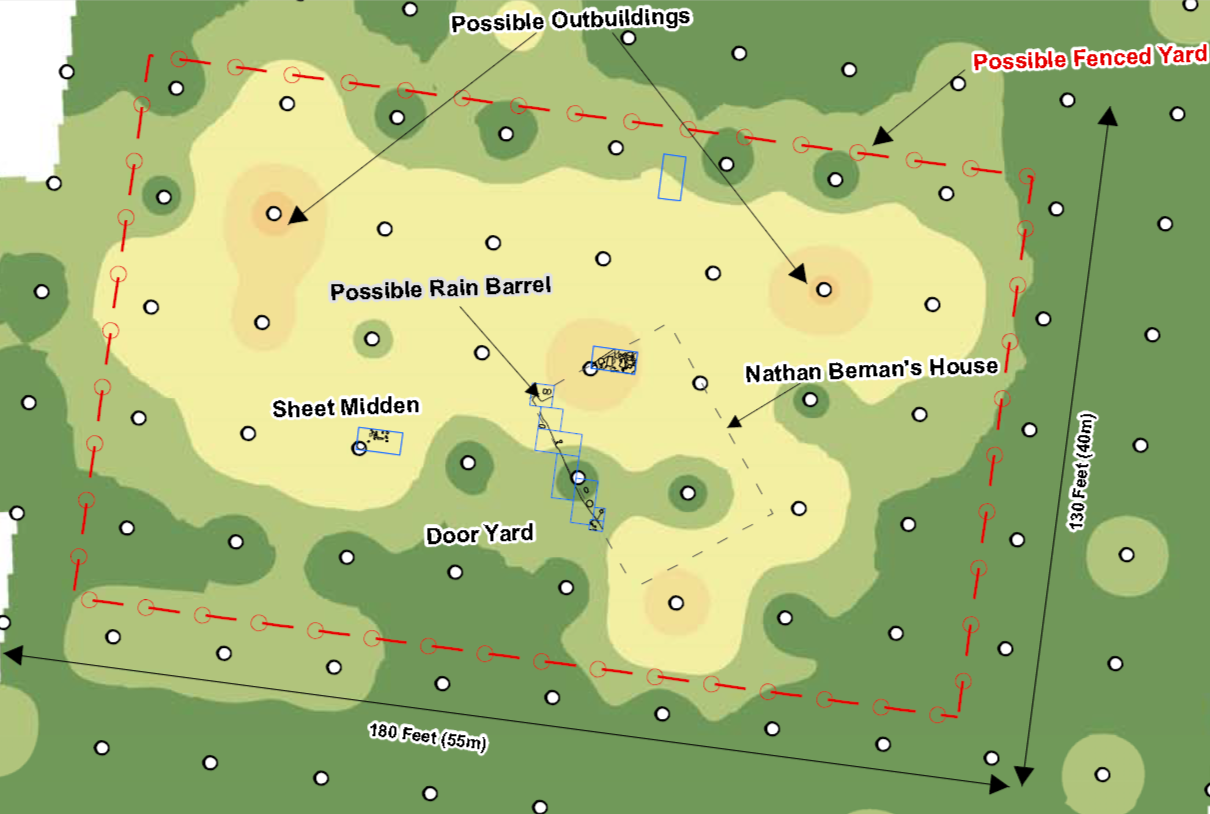 Possible Outbuildings
Possible Fenced Yard
Possible Rain Barrel
Nathan Beman's House
Sheet Midden
Door Yard
130 Feet (40m)
180 Feet (55m)